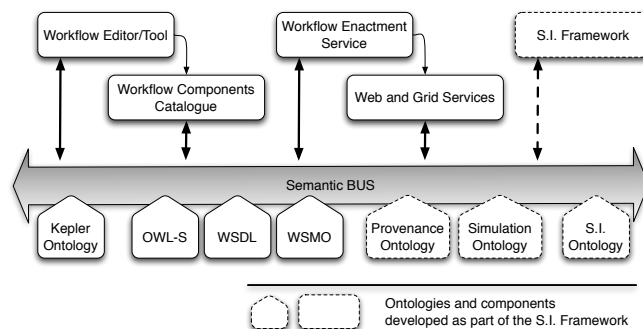 Workflow Editor/Tool
Workflow Enactment
Service
S.I. Framework
Workflow Components
Catalogue
Web and Grid Services
Semantic BUS
Kepler
Ontology
OWL-S
WSDL
WSMO
Provenance
Ontology
Simulation
Ontology
S.I.
Ontology
Ontologies and components
developed as part of the S.I. Framework